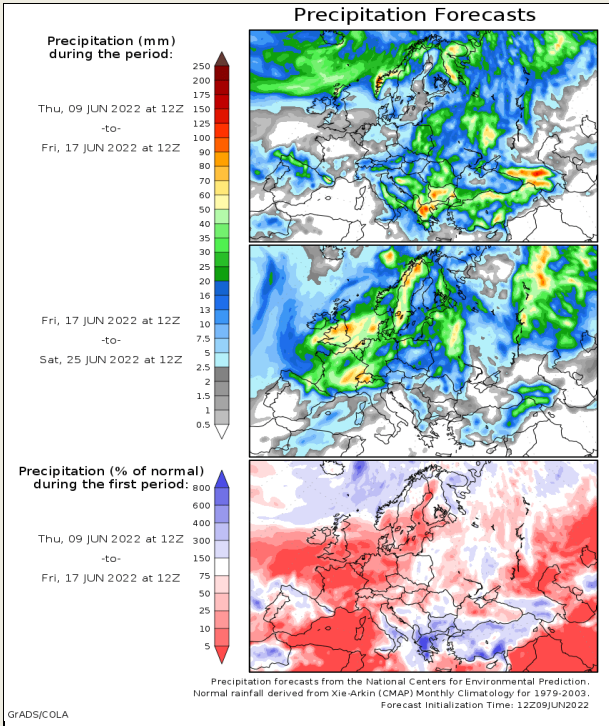 Precipitation Forecasts
Precipitation (mm)
during the period:
Thu, 09 JUN 2022 at 12Z
-to-
Fri, 17 JUN 2022 at 12Z
250
200
175
150
125
100
90
80
70
60
50
40
35
30
25
20
16
13
10
7.5
5
2.5
2
1.5
1
0.5
Fri, 17 JUN 2022 at 12Z
-to-
Sat, 25 JUN 2022 at 12Z
Precipitation (% of normal)
during the first period:
Thu, 09 JUN 2022 at 12Z
-to-
Fri, 17 JUN 2022 at 12Z
800
600
400
300
150
75
50
25
10
5
Precipitation forecasts from the National Centers for Environmental Prediction.
Normal rainfall derived from Xie-Arkin (CMAP) Monthly Climatology for 1979-2003.
Forecast Initialization Time: 12Z09JUN2022
GrADS/COLA